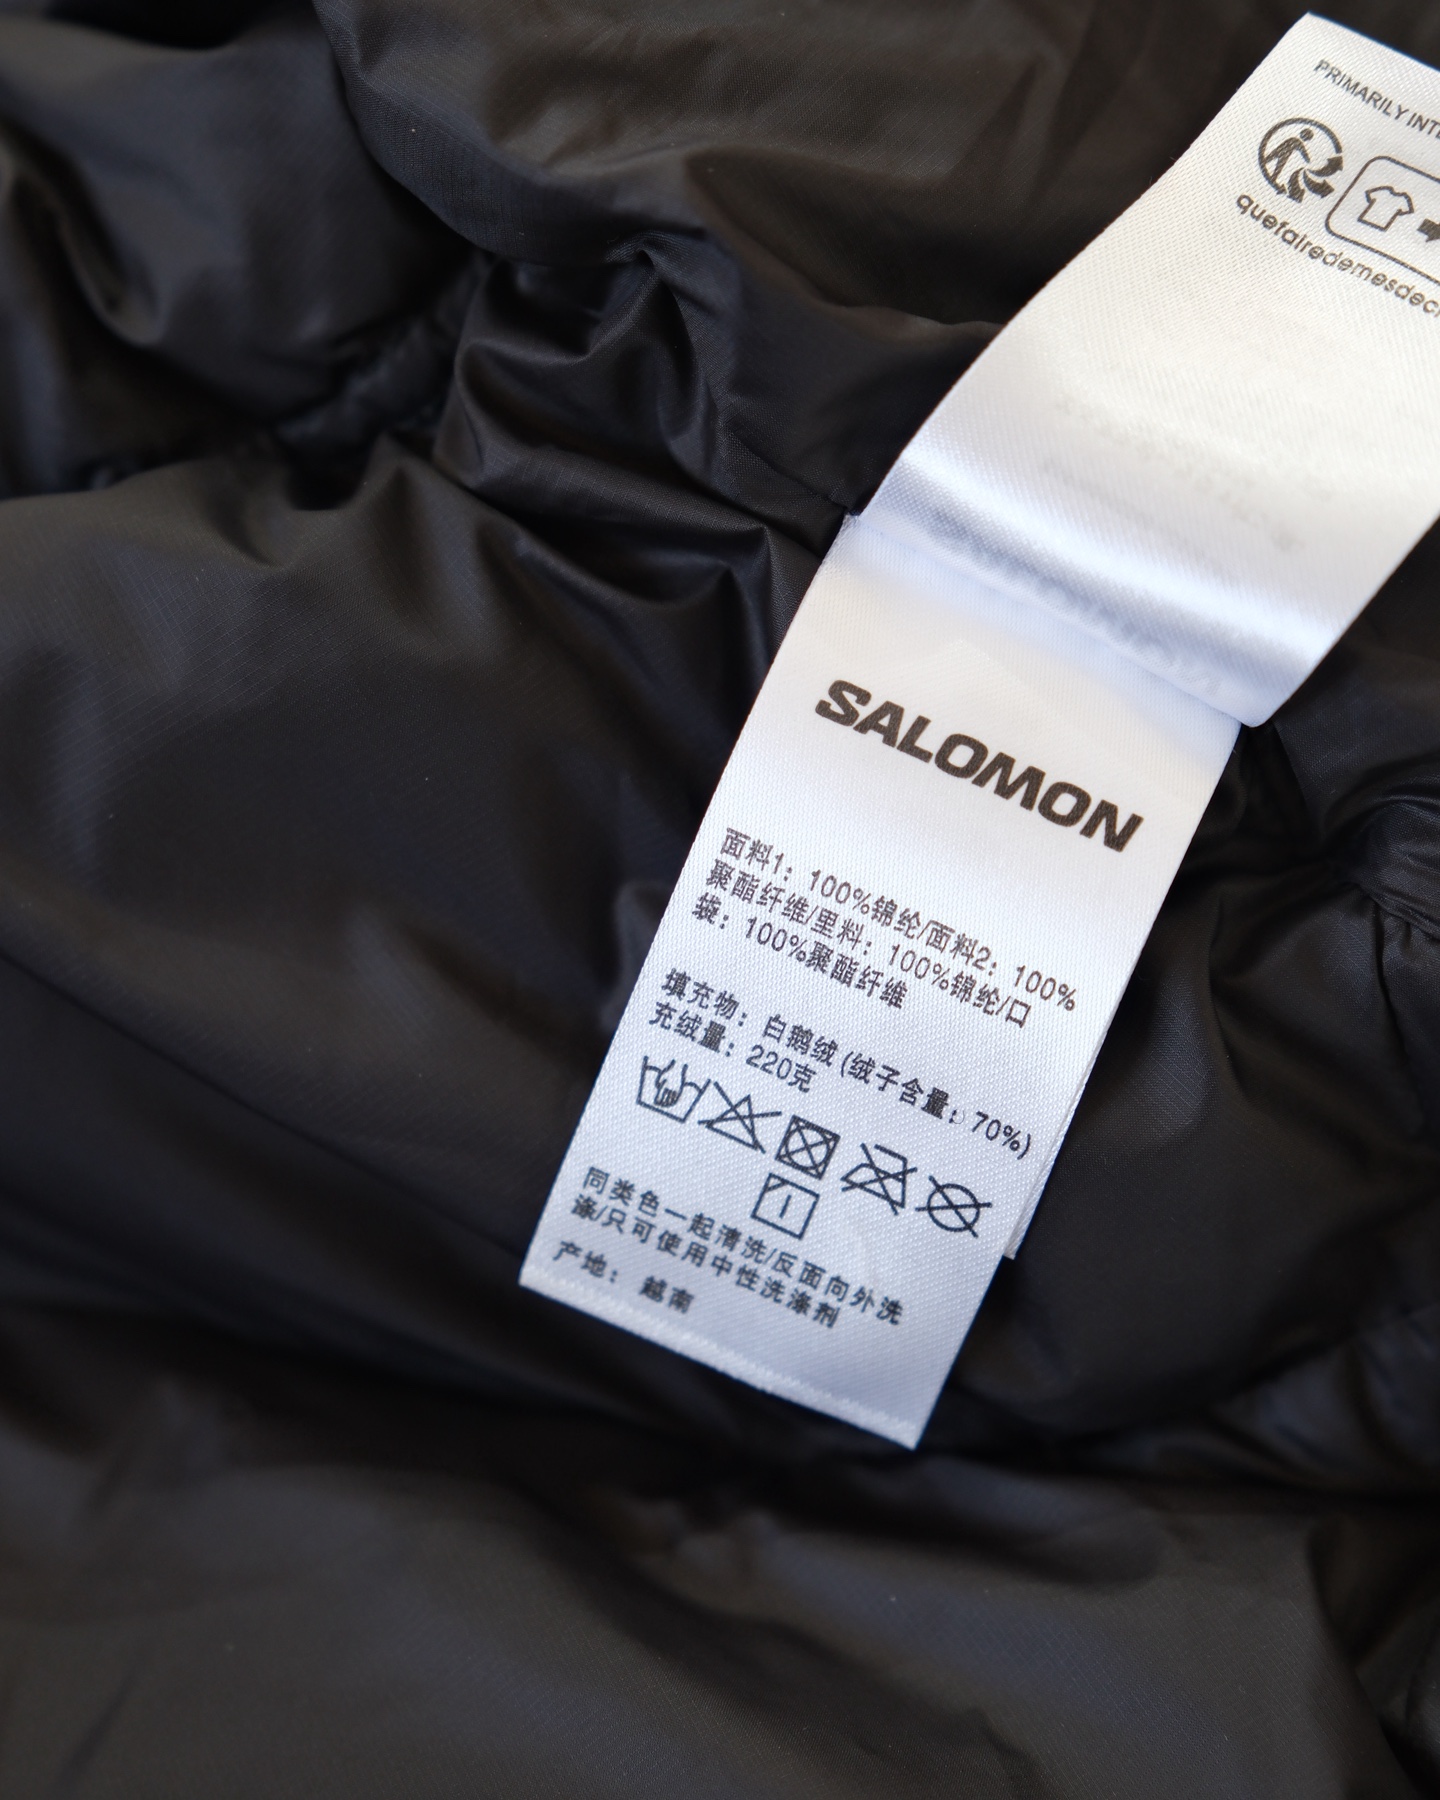 PRIMARILY
quefairedemesdec
SALOMON
面料1：100%锦纶/面料2：100%
聚酯纤维/里料：100%锦纶/口
袋：100%聚酯纤维
填充物：白鹅绒 (绒子含量：70%)
充绒量：220克
同类色一起清洗/反面向外洗
涤/只可使用中性洗涤剂
产地：越南